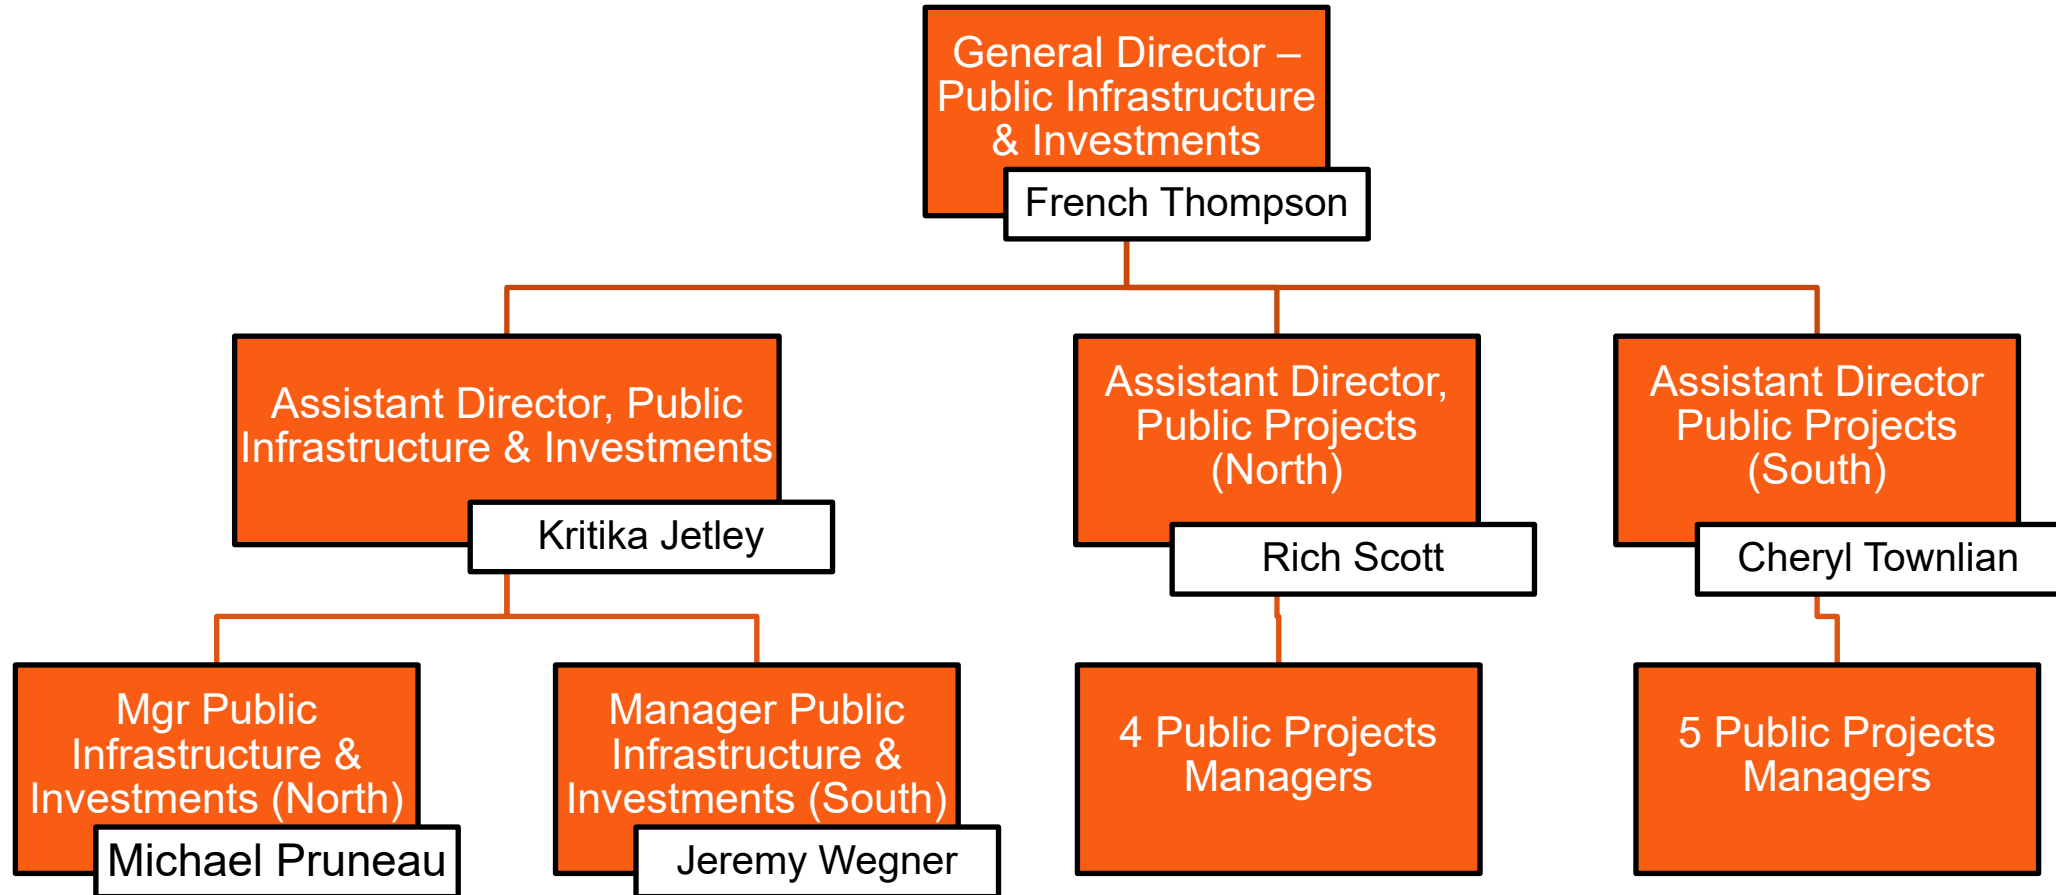 General Director –
Public Infrastructure
& Investments
French Thompson
Assistant Director, Public
Infrastructure & Investments
Kritika Jetley
Assistant Director,
Public Projects
(North)
Rich Scott
Assistant Director
Public Projects
(South)
Cheryl Townlian
Mgr Public
Infrastructure &
Investments (North)
Michael Pruneau
Manager Public
Infrastructure &
Investments (South)
Jeremy Wegner
4 Public Projects
Managers
5 Public Projects
Managers